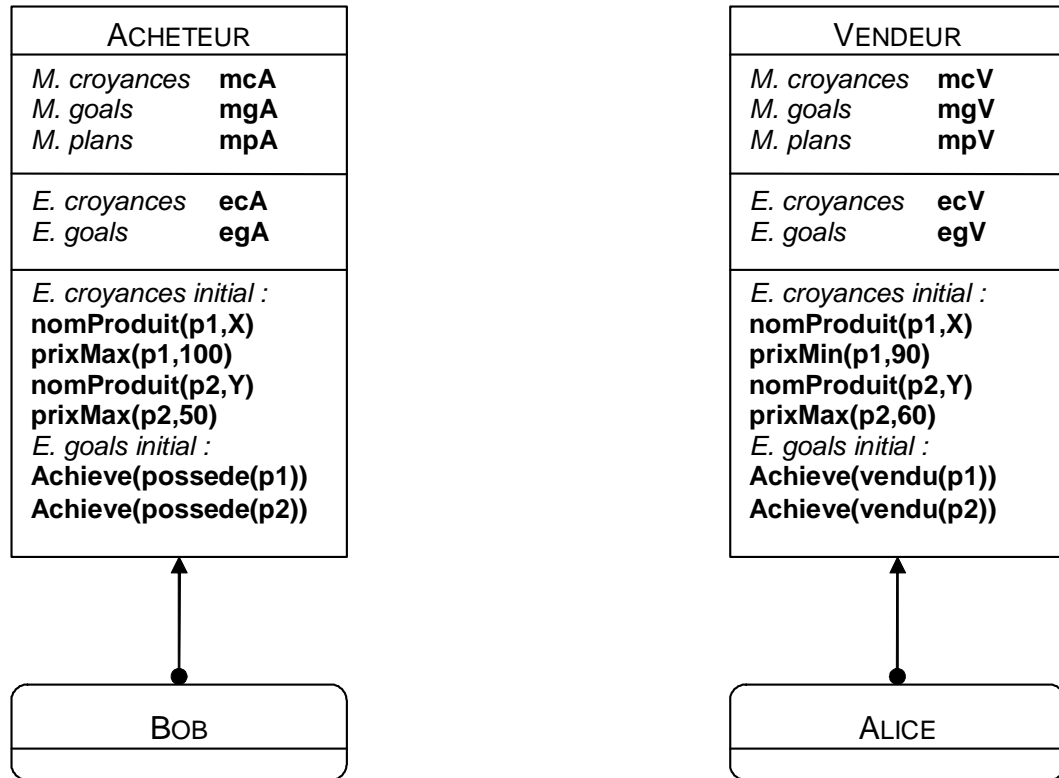 ACHETEUR
M. croyances mcA
M. goals mgA
M. plans mpA
E. croyances ecA
E. goals egA
E. croyances initial :
nomProduit(p1,X)
prixMax(p1,100)
nomProduit(p2,Y)
prixMax(p2,50)
E. goals initial :
Achieve(possede(p1))
Achieve(possede(p2))
BOB
VENDEUR
M. croyances mcV
M. goals mgV
M. plans mpV
E. croyances ecV
E. goals egV
E. croyances initial :
nomProduit(p1,X)
prixMin(p1,90)
nomProduit(p2,Y)
prixMax(p2,60)
E. goals initial :
Achieve(vendu(p1))
Achieve(vendu(p2))
ALICE